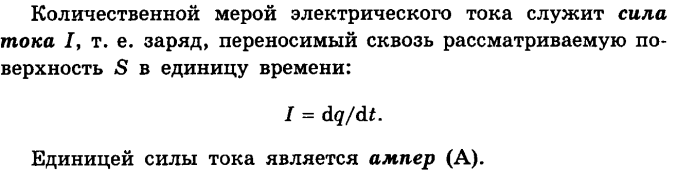 Количественной мерой электрического тока служит сила
тока I, т. е. заряд, переносимый сквозь рассматриваемую по-
верхность S в единицу времени:
I = dq/dt.
Единицей силы тока является ампер (А).